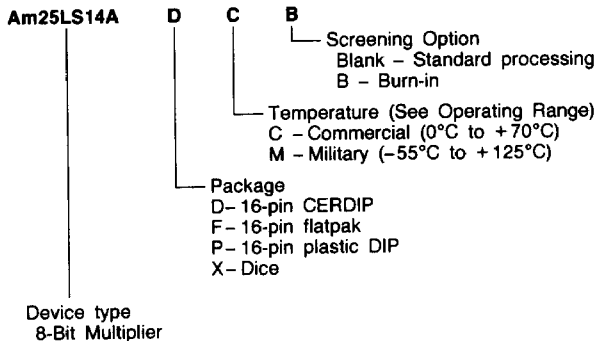 Am25LS14A D C B
Screening Option
Blank – Standard processing
B – Burn-in
Temperature (See Operating Range)
C – Commercial (0°C to +70°C)
M – Military (–55°C to +125°C)
Package
D– 16-pin CERDIP
F– 16-pin flatpak
P– 16-pin plastic DIP
X– Dice
Device type
8-Bit Multiplier